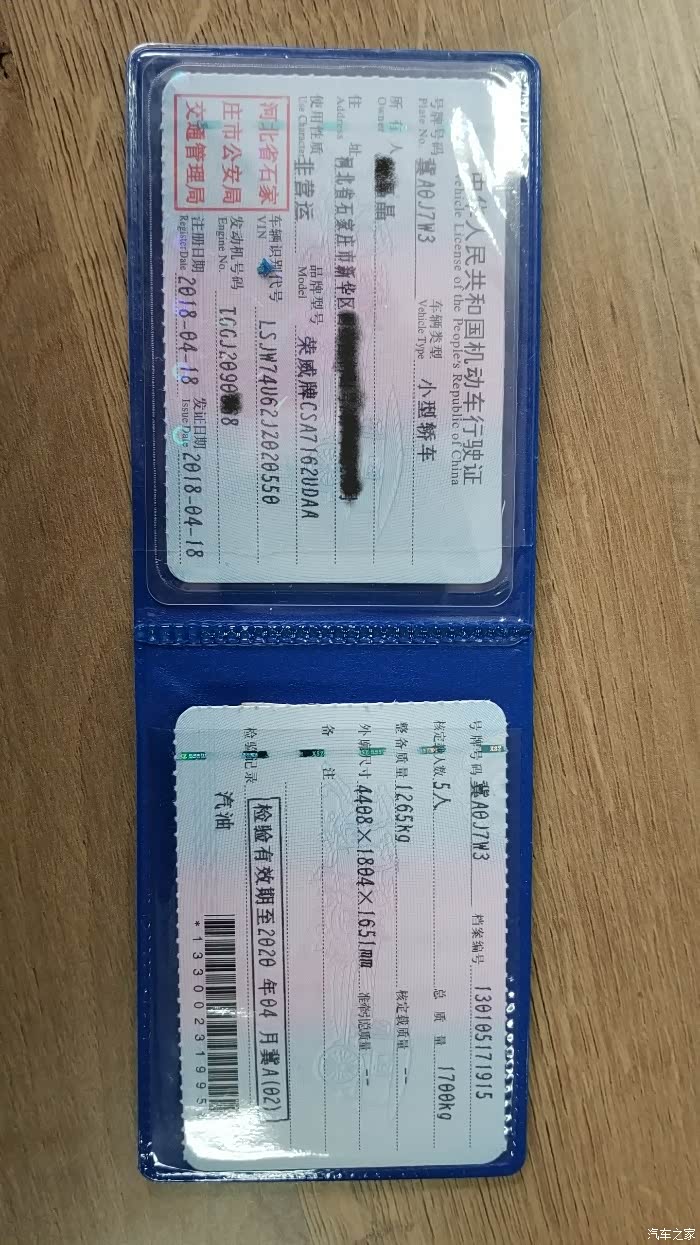 中华人民共和国机动车行驶证
Vehicle License of the People's Republic of China
号牌号码 冀A0J7W3 车辆类型 小型轿车
Plate No. Vehicle Type
所有人 晶
Owner
住址 河北省石家庄市新华区
Address
使用性质 非营运 品牌型号 荣威牌CSA7162UDAA
Use Character Model
河北省石家
庄市公安局
交通管理局
车辆识别代号 LSJW74U62J2020550
VIN
发动机号码 TGGJ2090 8
Engine No.
注册日期 2018-04-18 发证日期 2018-04-18
Register Date Issue Date
号牌号码 冀A0J7W3 档案编号 130105171915
核定载人数 5人 总质量 1700kg
整备质量 1265kg 核定载质量 --
外廓尺寸 4408×1804×1651mm 准牵引总质量 --
备注
检验记录 检验有效期至2020年04月冀A(02)
汽油
*13300231995
汽车之家